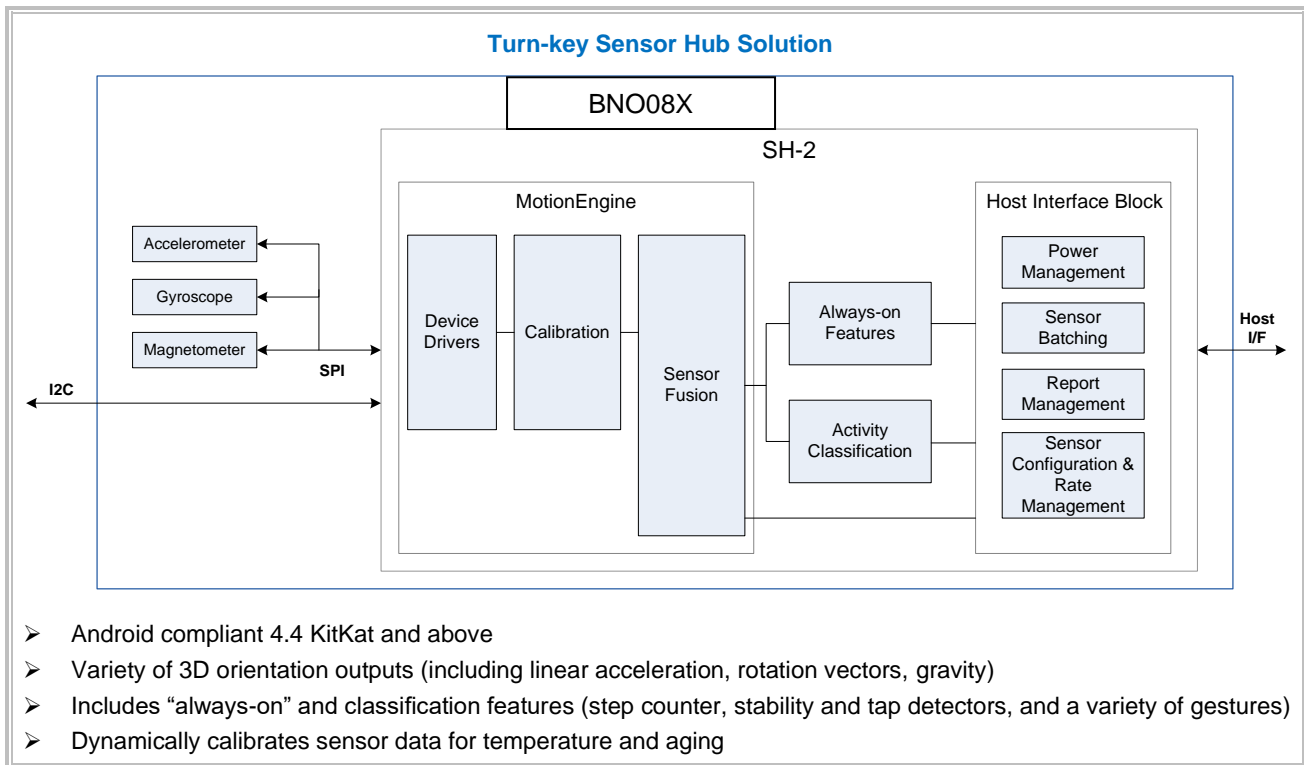 Turn-key Sensor Hub Solution
BNO08X
SH-2
MotionEngine
Host Interface Block
Accelerometer
Gyroscope
Magnetometer
SPI
I2C
Device
Drivers
Calibration
Sensor
Fusion
Always-on
Features
Activity
Classification
Power
Management
Sensor
Batching
Report
Management
Sensor
Configuration &
Rate
Management
Host
I/F
➢ Android compliant 4.4 KitKat and above
➢ Variety of 3D orientation outputs (including linear acceleration, rotation vectors, gravity)
➢ Includes “always-on” and classification features (step counter, stability and tap detectors, and a variety of gestures)
➢ Dynamically calibrates sensor data for temperature and aging